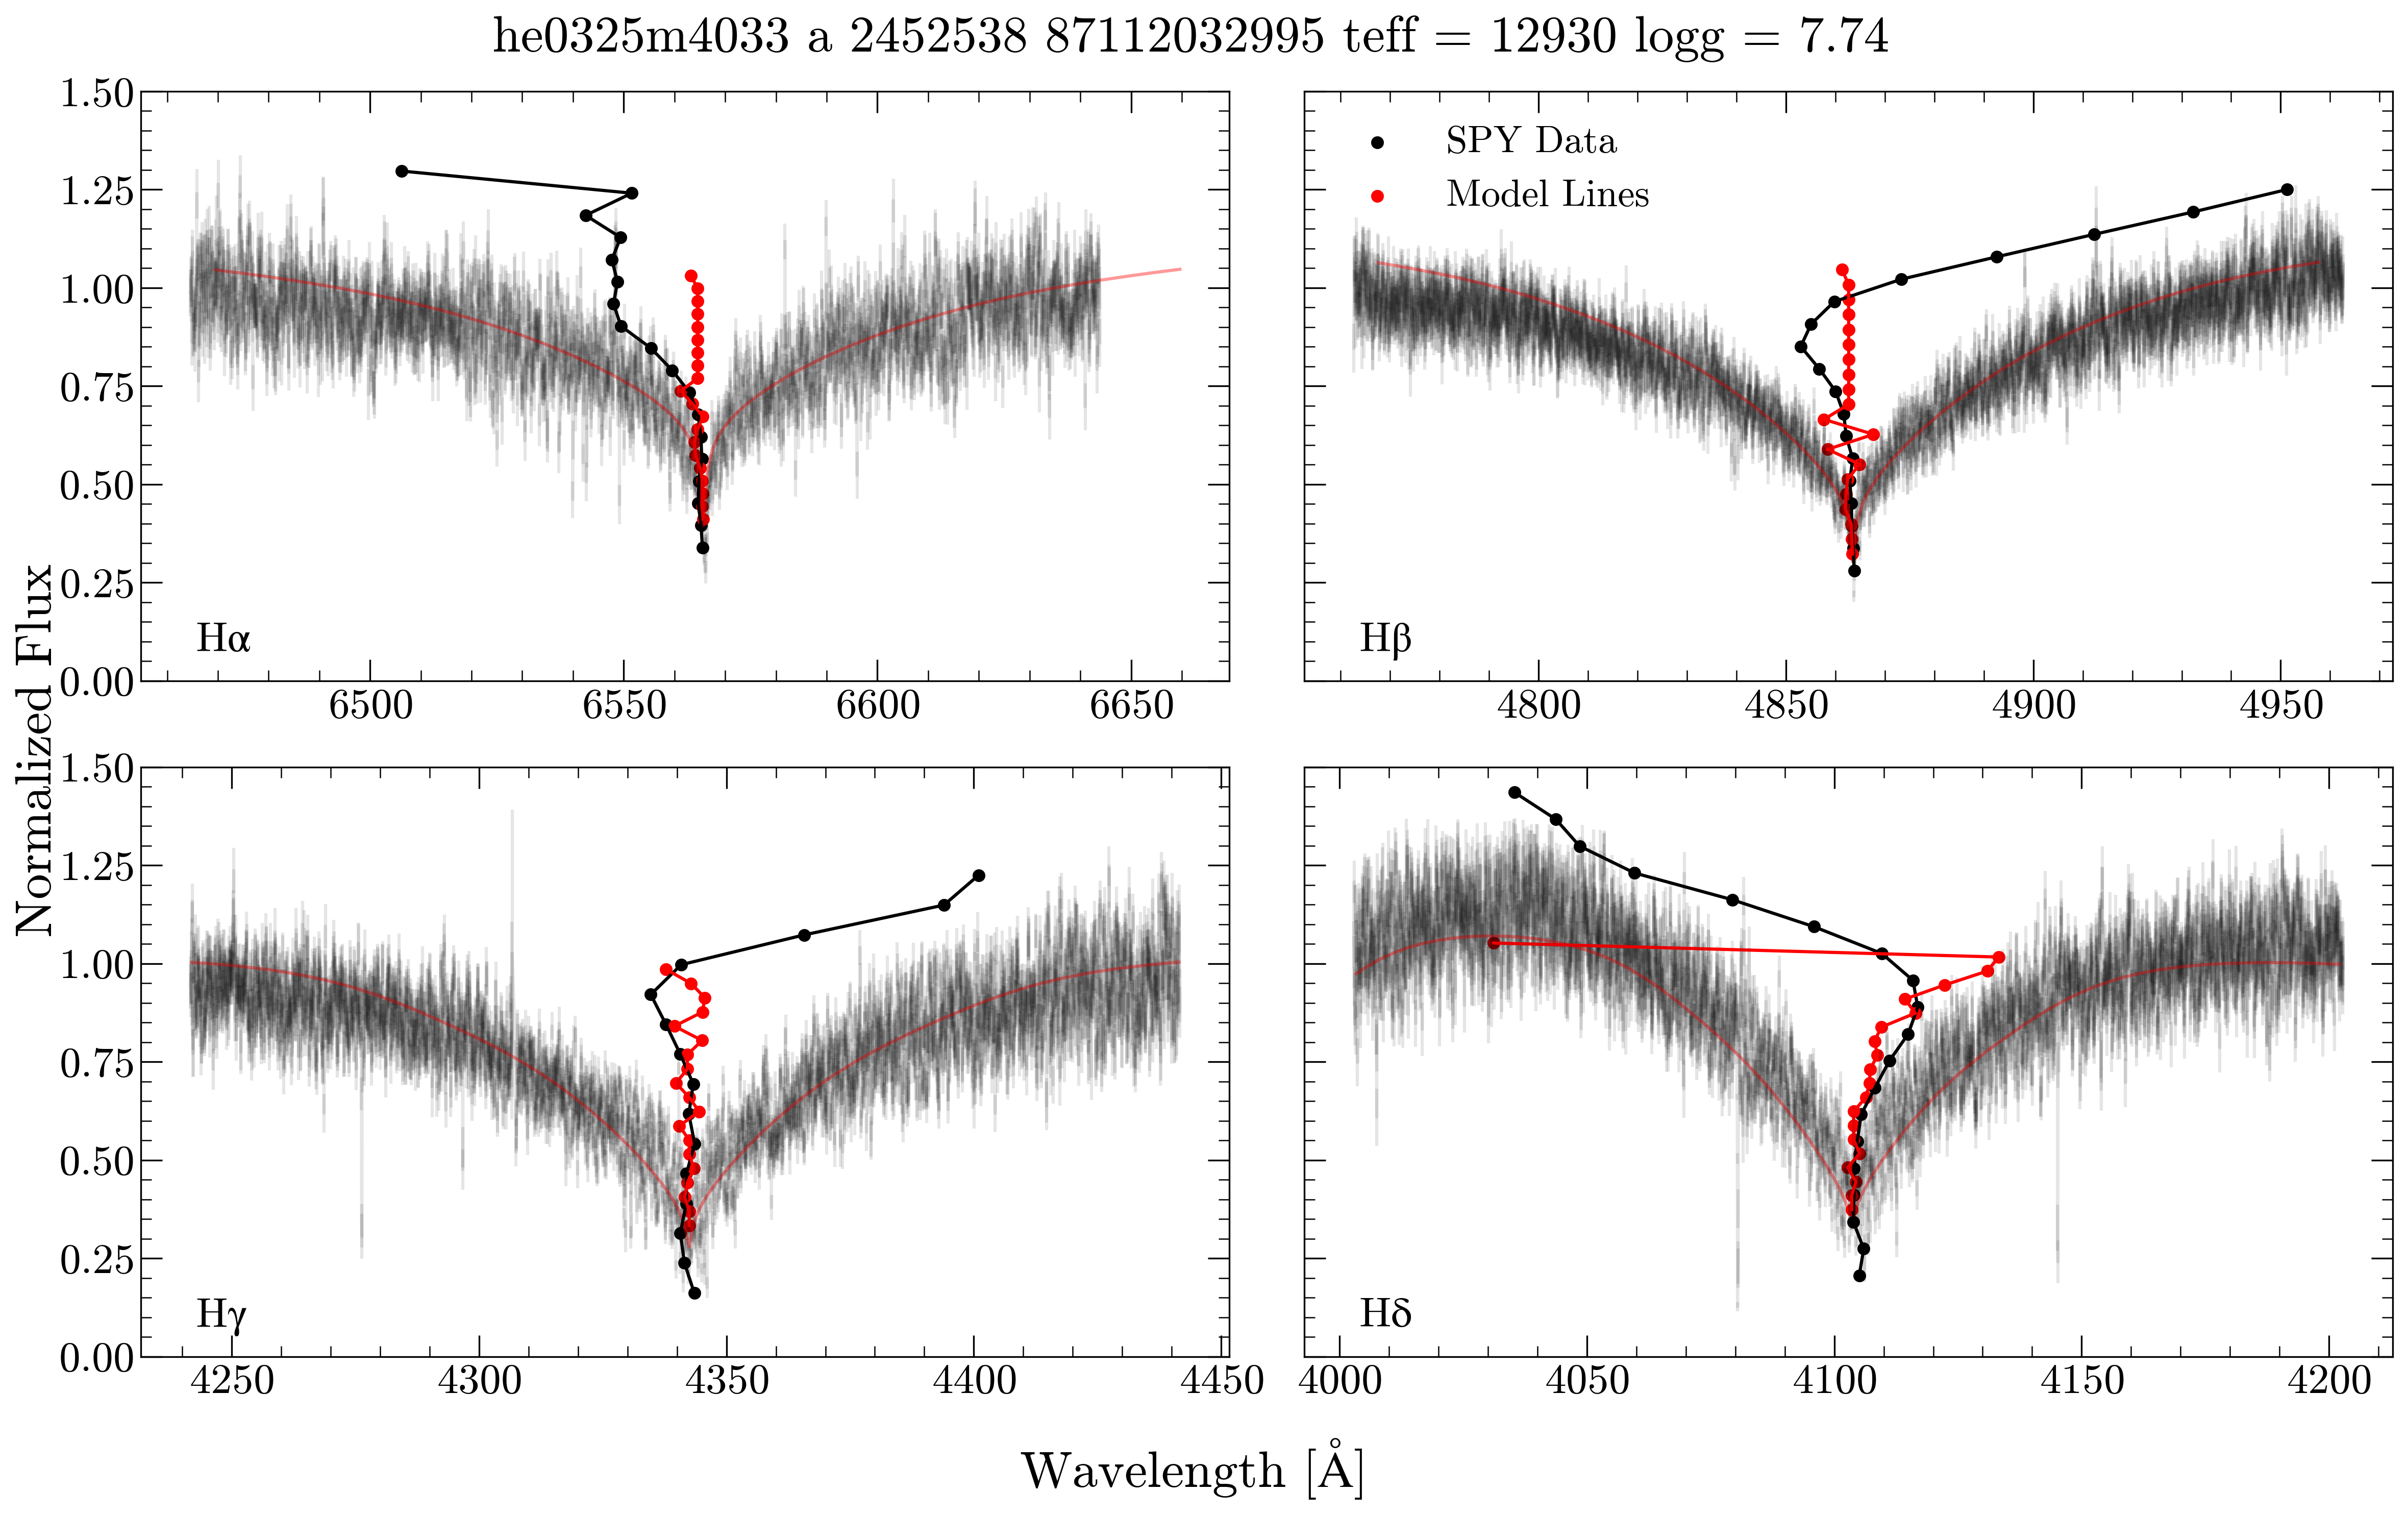 he0325m4033 a 2452538 87112032995 teff = 12930 logg = 7.74
1.50
1.25
1.00
0.75
0.50
0.25
0.00
Hα
6500 6550 6600 6650
SPY Data
Model Lines
Hβ
4800 4850 4900 4950
Normalized Flux
1.50
1.25
1.00
0.75
0.50
0.25
0.00
Hγ
4250 4300 4350 4400 4450
Hδ
4000 4050 4100 4150 4200
Wavelength [Å]